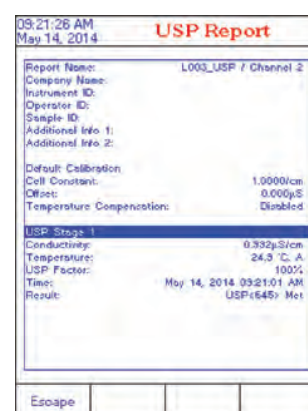 09:21:26 AM
May 14, 2014
USP Report
Report Name: L003_USP / Channel 2
Company Name:
Instrument ID:
Operator ID:
Sample ID:
Additional Info 1:
Additional Info 2:
Default Calibration
Cell Constant: 1.0000/cm
Offset: 0.000µS
Temperature Compensation: Disabled
USP Stage 1
Conductivity: 0.932µS/cm
Temperature: 24.9 °C, A
USP Factor: 100%
Time: May 14, 2014 09:21:01 AM
Result: USP<645> Met
Escape